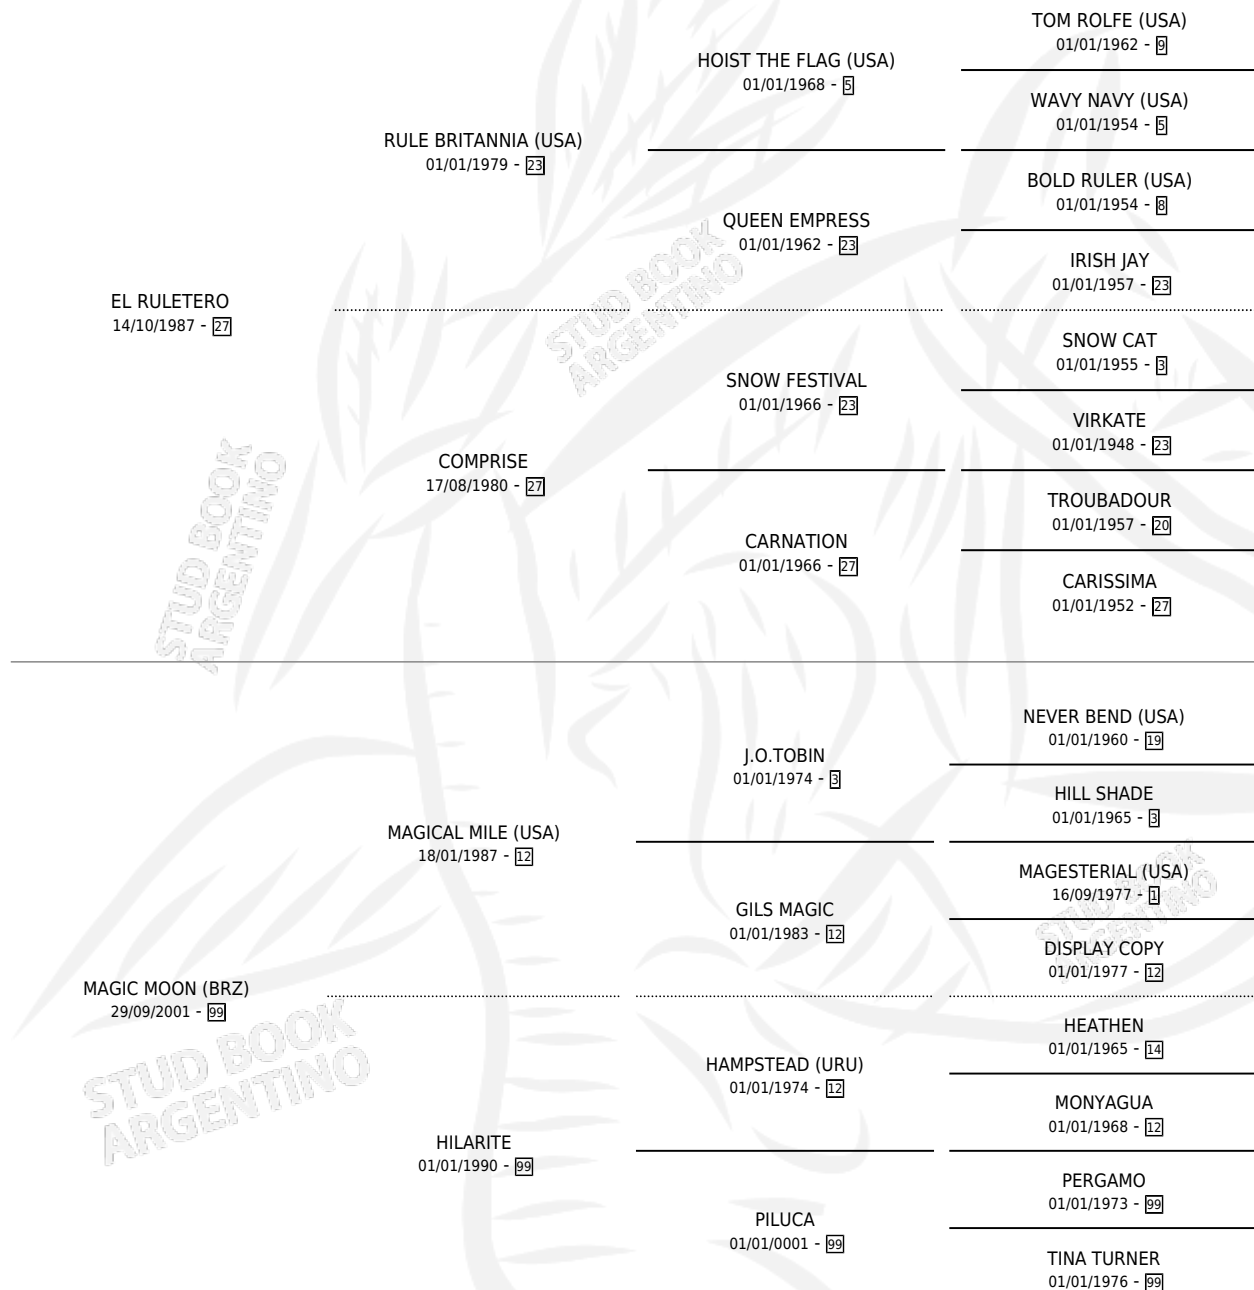 TOM ROLFE (USA)
01/01/1962 - 9
HOIST THE FLAG (USA)
01/01/1968 - 5
WAVY NAVY (USA)
01/01/1954 - 5
RULE BRITANNIA (USA)
01/01/1979 - 23
BOLD RULER (USA)
01/01/1954 - 8
QUEEN EMPRESS
01/01/1962 - 23
IRISH JAY
01/01/1957 - 23
EL RULETERO
14/10/1987 - 27
SNOW CAT
01/01/1955 - 3
SNOW FESTIVAL
01/01/1966 - 23
VIRKATE
01/01/1948 - 23
COMPRISE
17/08/1980 - 27
TROUBADOUR
01/01/1957 - 20
CARNATION
01/01/1966 - 27
CARISSIMA
01/01/1952 - 27
NEVER BEND (USA)
01/01/1960 - 19
J.O.TOBIN
01/01/1974 - 3
HILL SHADE
01/01/1965 - 3
MAGICAL MILE (USA)
18/01/1987 - 12
MAGESTERIAL (USA)
16/09/1977 - 1
GILS MAGIC
01/01/1983 - 12
DISPLAY COPY
01/01/1977 - 12
MAGIC MOON (BRZ)
29/09/2001 - 99
HEATHEN
01/01/1965 - 14
HAMPSTEAD (URU)
01/01/1974 - 12
MONYAGUA
01/01/1968 - 12
HILARITE
01/01/1990 - 99
PERGAMO
01/01/1973 - 99
PILUCA
01/01/0001 - 99
TINA TURNER
01/01/1976 - 99
STUD BOOK
ARGENTINO
STUD BOOK
ARGENTINO
STUD BOOK
ARGENTINO
STUD BOOK
ARGENTINO